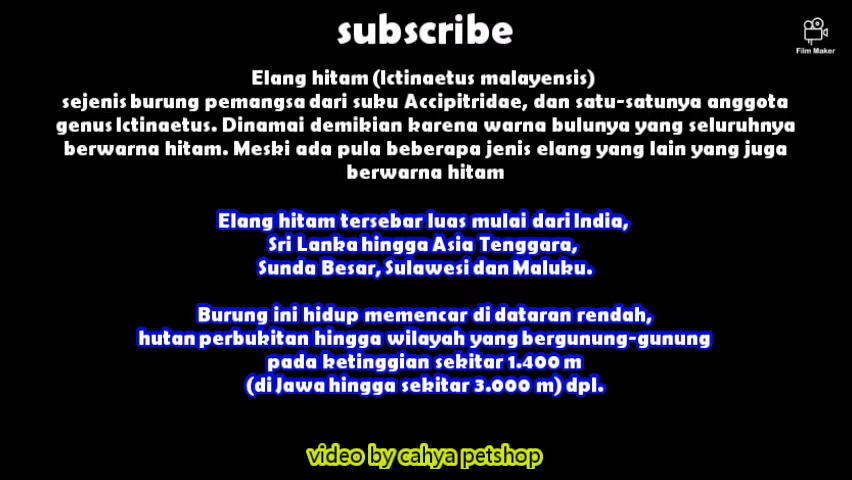 subscribe
Film Maker
Elang hitam (Ictinaetus malayensis)
sejenis burung pemangsa dari suku Accipitridae, dan satu-satunya anggota
genus Ictinaetus. Dinamai demikian karena warna bulunya yang seluruhnya
berwarna hitam. Meski ada pula beberapa jenis elang yang lain yang juga
berwarna hitam
Elang hitam tersebar luas mulai dari India,
Sri Lanka hingga Asia Tenggara,
Sunda Besar, Sulawesi dan Maluku.
Burung ini hidup memencar di dataran rendah,
hutan perbukitan hingga wilayah yang bergunung-gunung
pada ketinggian sekitar 1.400 m
(di Jawa hingga sekitar 3.000 m) dpl.
video by cahya petshop